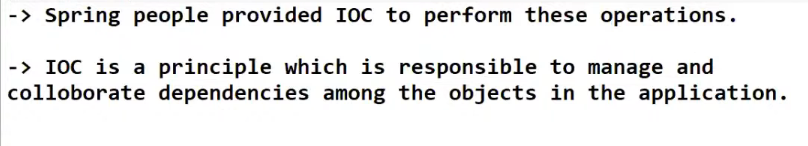 -> Spring people provided IOC to perform these operations.
-> IOC is a principle which is responsible to manage and
colloborate dependencies among the objects in the application.